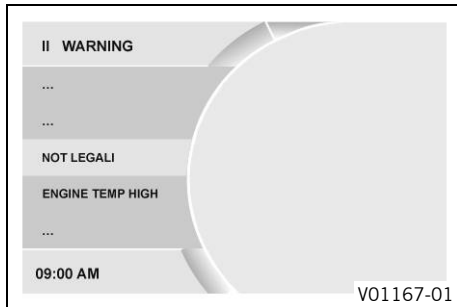 II WARNING
...
...
NOT LEGALI
ENGINE TEMP HIGH
...
09:00 AM
V01167-01